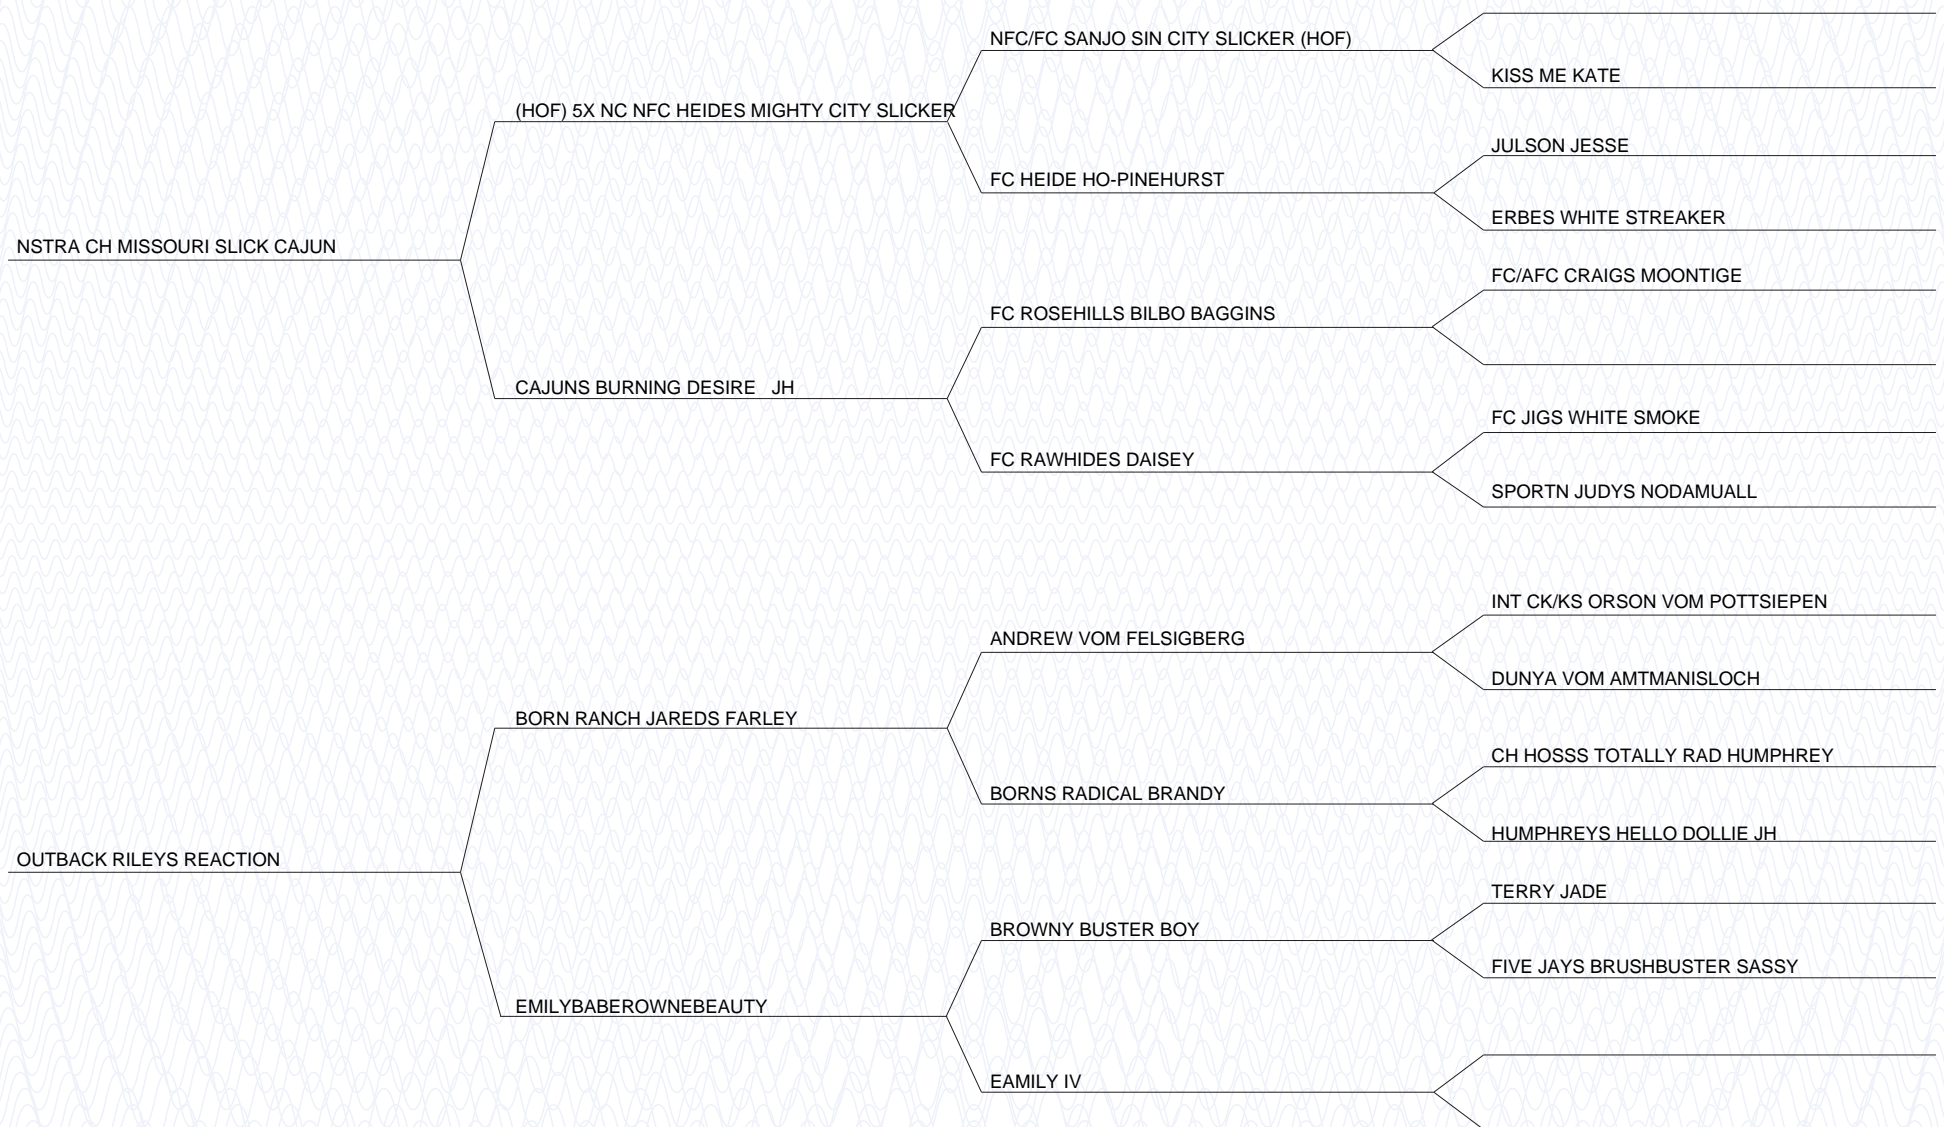 NFC/FC SANJO SIN CITY SLICKER (HOF)
KISS ME KATE
(HOF) 5X NC NFC HEIDES MIGHTY CITY SLICKER
JULSON JESSE
FC HEIDE HO-PINEHURST
ERBES WHITE STREAKER
NSTRA CH MISSOURI SLICK CAJUN
FC/AFC CRAIGS MOONTIGE
FC ROSEHILLS BILBO BAGGINS
CAJUNS BURNING DESIRE   JH
FC JIGS WHITE SMOKE
FC RAWHIDES DAISEY
SPORTN JUDYS NODAMUALL
INT CK/KS ORSON VOM POTTSIEPEN
ANDREW VOM FELSIGBERG
DUNYA VOM AMTMANISLOCH
BORN RANCH JAREDS FARLEY
CH HOSSS TOTALLY RAD HUMPHREY
BORNS RADICAL BRANDY
HUMPHREYS HELLO DOLLIE JH
OUTBACK RILEYS REACTION
TERRY JADE
BROWNY BUSTER BOY
FIVE JAYS BRUSHBUSTER SASSY
EMILYBABEROWNEBEAUTY
EAMILY IV